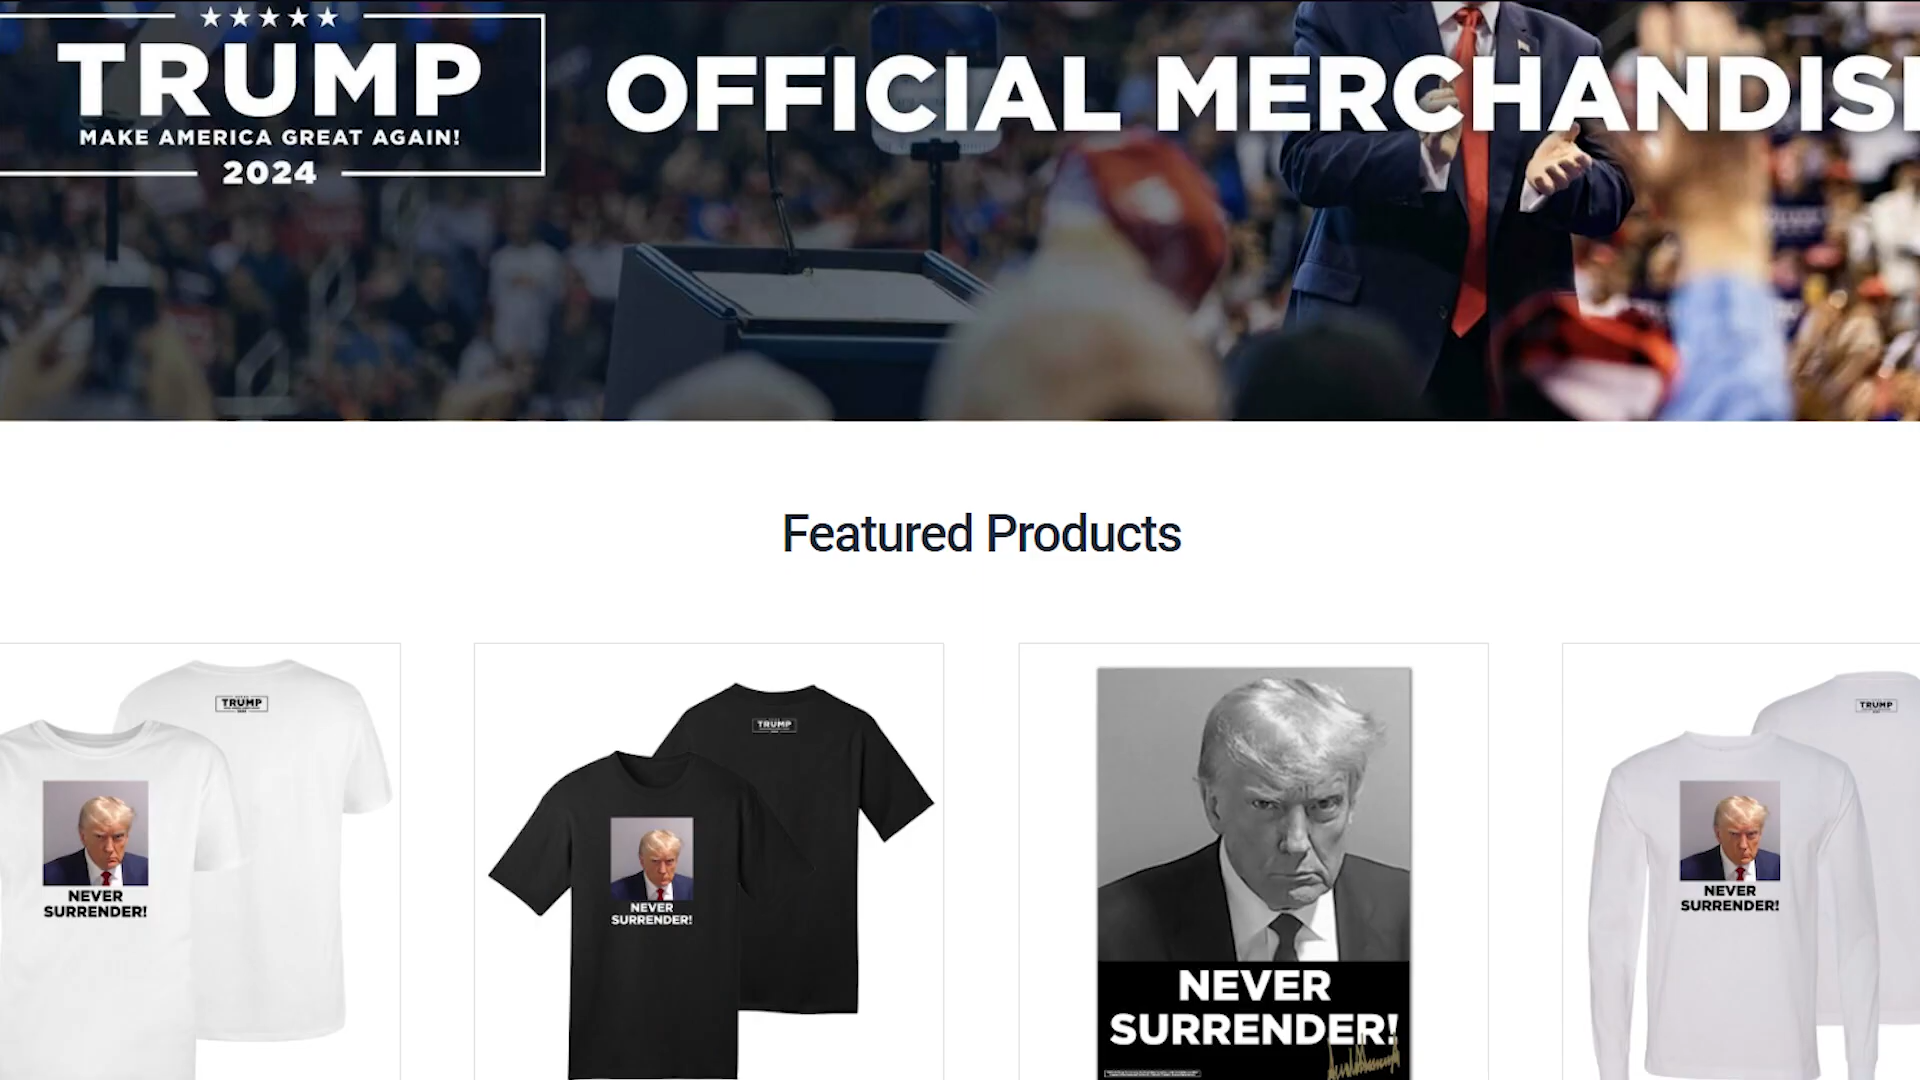 TRUMP
MAKE AMERICA GREAT AGAIN!
2024
OFFICIAL MERCHANDISE
Featured Products
TRUMP
NEVER
SURRENDER!
TRUMP
NEVER
SURRENDER!
NEVER
SURRENDER!
TRUMP
NEVER
SURRENDER!